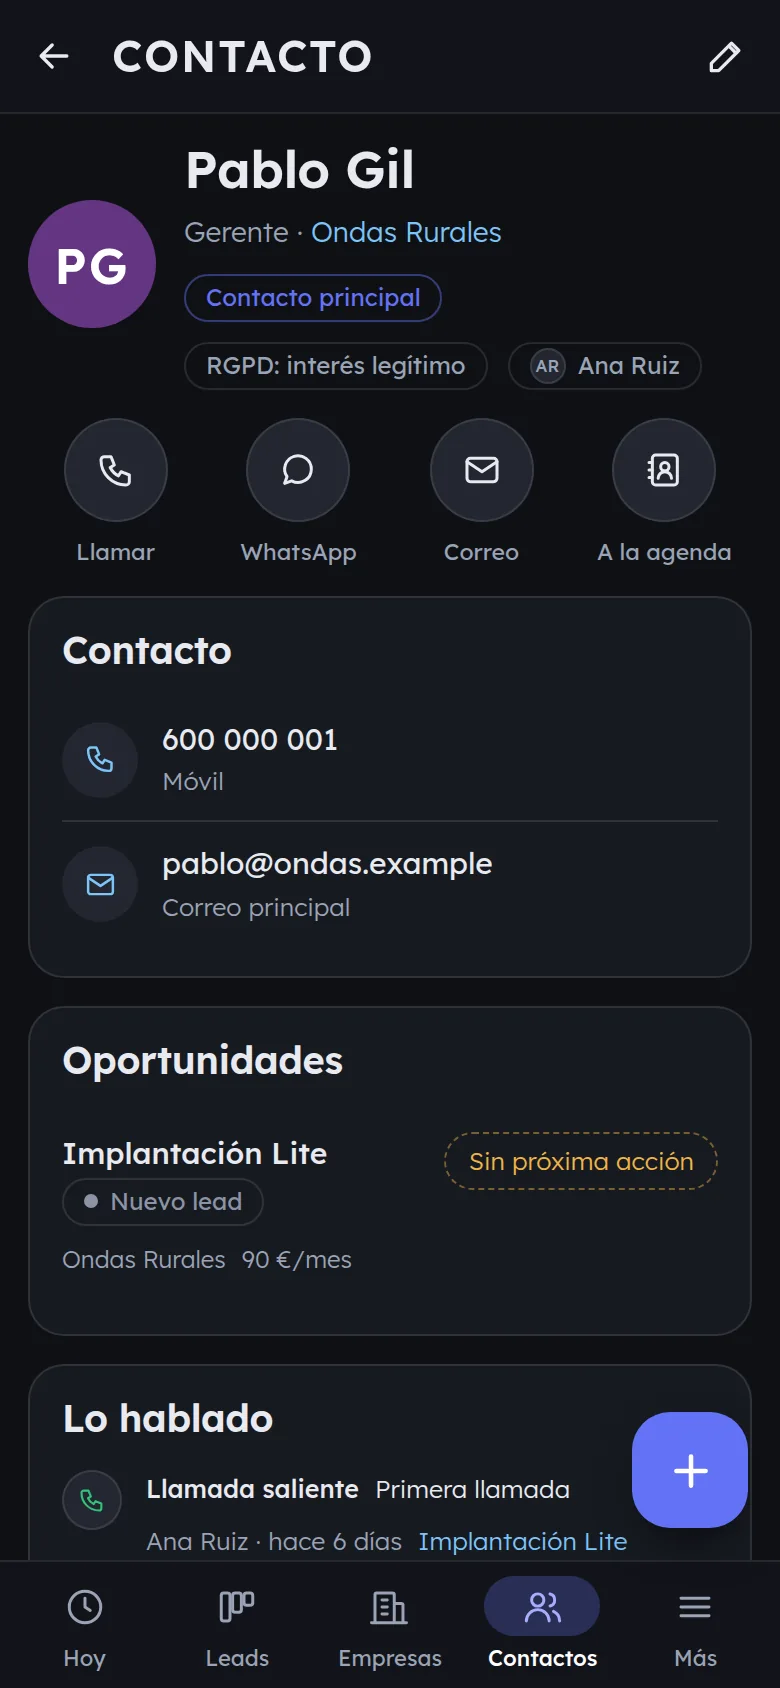 CONTACTO
Pablo Gil
PG
Gerente · Ondas Rurales
Contacto principal
RGPD: interés legítimo AR Ana Ruiz
Llamar WhatsApp Correo A la agenda
Contacto
600 000 001
Móvil
pablo@ondas.example
Correo principal
Oportunidades
Implantación Lite Sin próxima acción
Nuevo lead
Ondas Rurales 90 €/mes
Lo hablado
Llamada saliente Primera llamada
Ana Ruiz · hace 6 días Implantación Lite
Hoy Leads Empresas Contactos Más